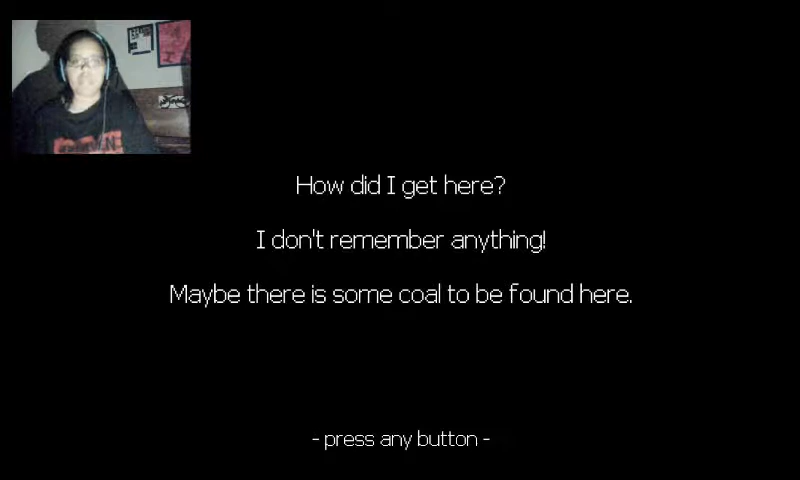 How did I get here?
I don't remember anything!
Maybe there is some coal to be found here.
- press any button -